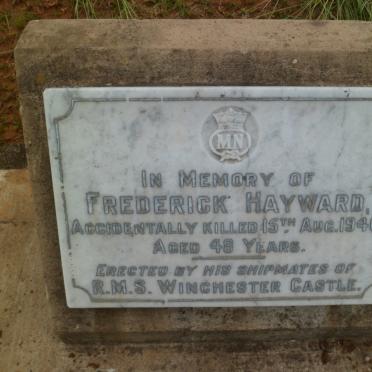 MN
IN MEMORY OF
FREDERICK HAYWARD,
ACCIDENTALLY KILLED 15TH AUG.
AGED 48 YEARS.
ERECTED BY HIS SHIPMATES OF
R.M.S. WINCHESTER CASTLE.